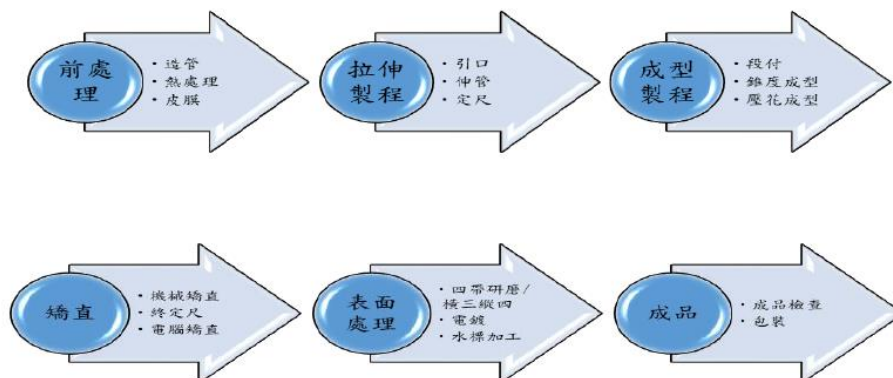 前處
理
· 造管
· 熱處理
· 皮膜
拉伸
製程
· 引口
· 伸管
· 定尺
成型
製程
· 段付
· 錐度成型
· 壓花成型
矯直
· 機械矯直
· 終定尺
· 電腦矯直
表面
處理
· 四帶研磨/
橫三縱四
· 電鍍
· 水標加工
成品
· 成品檢查
· 包裝